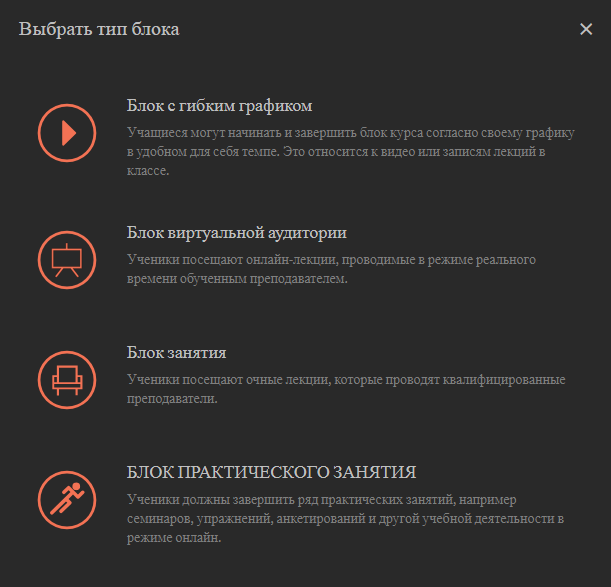 Выбрать тип блока
Блок с гибким графиком
Учащиеся могут начинать и завершить блок курса согласно своему графику
в удобном для себя темпе. Это относится к видео или записям лекций в
классе.
Блок виртуальной аудитории
Ученики посещают онлайн-лекции, проводимые в режиме реального
времени обученным преподавателем.
Блок занятия
Ученики посещают очные лекции, которые проводят квалифицированные
преподаватели.
БЛОК ПРАКТИЧЕСКОГО ЗАНЯТИЯ
Ученики должны завершить ряд практических занятий, например
семинаров, упражнений, анкетирований и другой учебной деятельности в
режиме онлайн.